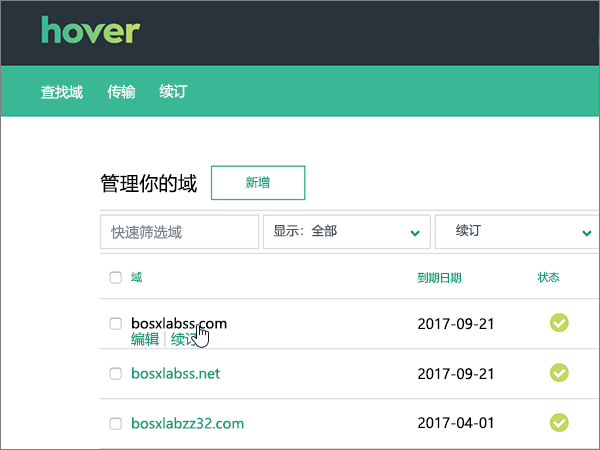 hover
查找域 传输 续订
管理你的域 新增
快速筛选域 显示：全部 续订
域 到期日期 状态
bosxlabss.com 2017-09-21
编辑 | 续订
bosxlabss.net 2017-09-21
bosxlabzz32.com 2017-04-01